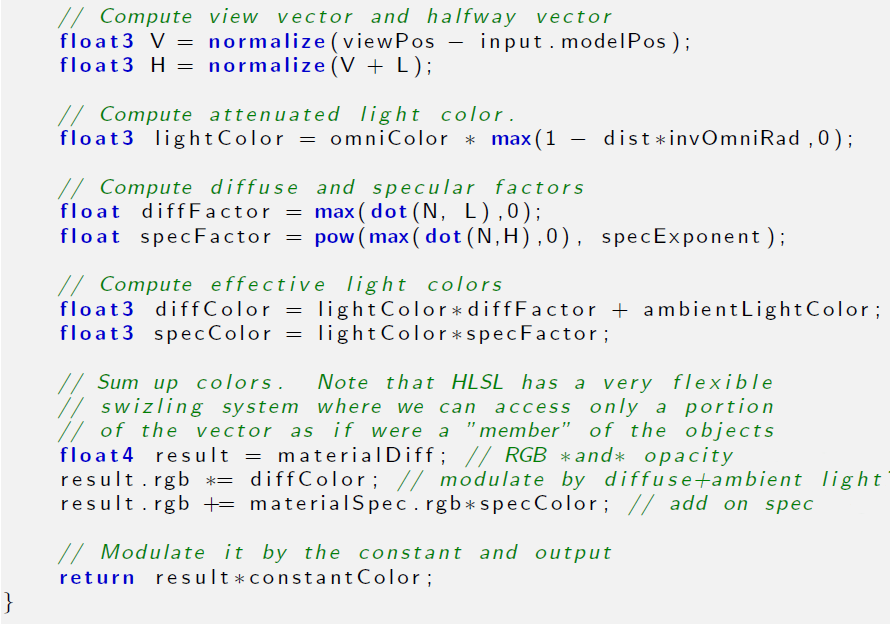 // Compute view vector and halfway vector
float3 V = normalize(viewPos − input.modelPos);
float3 H = normalize(V + L);
// Compute attenuated light color.
float3 lightColor = omniColor * max(1 − dist*invOmniRad,0);
// Compute diffuse and specular factors
float diffFactor = max(dot(N, L),0);
float specFactor = pow(max(dot(N,H),0), specExponent);
// Compute effective light colors
float3 diffColor = lightColor*diffFactor + ambientLightColor;
float3 specColor = lightColor*specFactor;
// Sum up colors. Note that HLSL has a very flexible
// swizling system where we can access only a portion
// of the vector as if were a "member" of the objects
float4 result = materialDiff; // RGB *and* opacity
result.rgb *= diffColor; // modulate by diffuse+ambient light
result.rgb += materialSpec.rgb*specColor; // add on spec
// Modulate it by the constant and output
return result*constantColor;
}